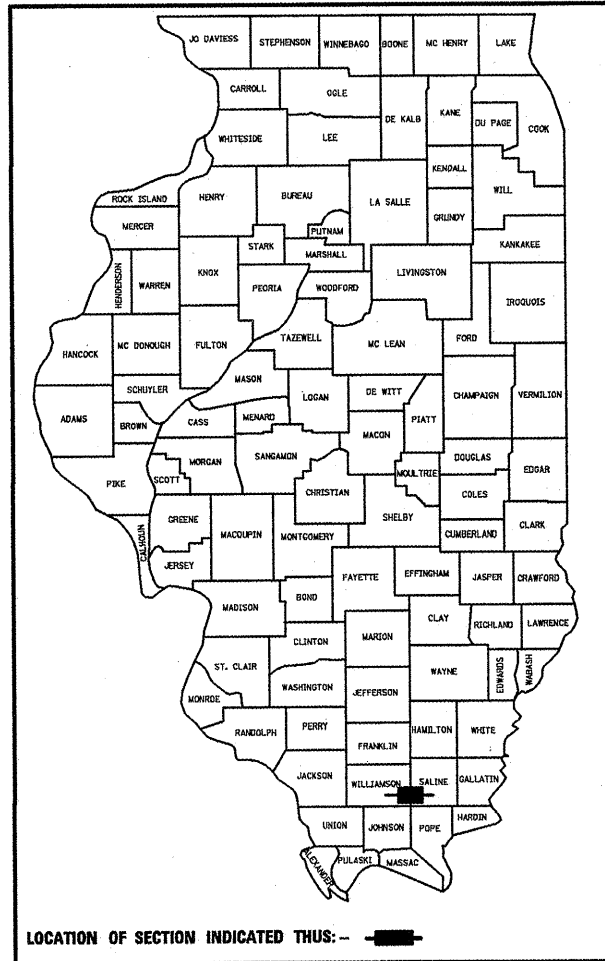 JO DAVIESS STEPHENSON WINNEBAGO BOONE MC HENRY LAKE
CARROLL OGLE DE KALB KANE DU PAGE COOK
WHITESIDE LEE
KENDALL WILL
ROCK ISLAND HENRY BUREAU LA SALLE GRUNDY
MERCER PUTNAM KANKAKEE
STARK MARSHALL
HENDERSON WARREN KNOX PEORIA WOODFORD LIVINGSTON IROQUOIS
HANCOCK MC DONOUGH FULTON TAZEWELL MC LEAN FORD
SCHUYLER MASON LOGAN DE WITT CHAMPAIGN VERMILION
ADAMS BROWN CASS MENARD MACON PIATT
PIKE SCOTT MORGAN SANGAMON MOULTRIE DOUGLAS EDGAR
CHRISTIAN COLES
CALHOUN GREENE MACOUPIN MONTGOMERY SHELBY CUMBERLAND CLARK
JERSEY FAYETTE EFFINGHAM JASPER CRAWFORD
MADISON BOND CLAY RICHLAND LAWRENCE
CLINTON MARION
ST. CLAIR WAYNE EDWARDS WABASH
WASHINGTON JEFFERSON
MONROE
RANDOLPH PERRY HAMILTON WHITE
FRANKLIN
JACKSON WILLIAMSON SALINE GALLATIN
UNION JOHNSON POPE HARDIN
ALEXANDER PULASKI MASSAC
LOCATION OF SECTION INDICATED THUS: --